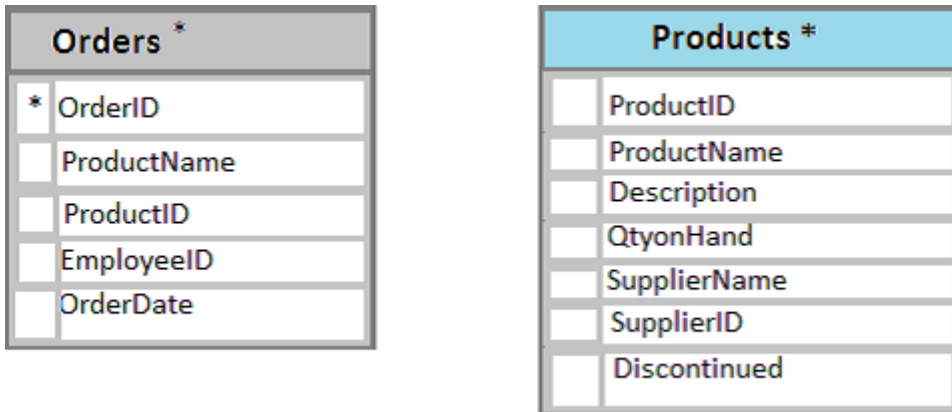 Orders *
* OrderID
ProductName
ProductID
EmployeeID
OrderDate
Products *
ProductID
ProductName
Description
QtyonHand
SupplierName
SupplierID
Discontinued